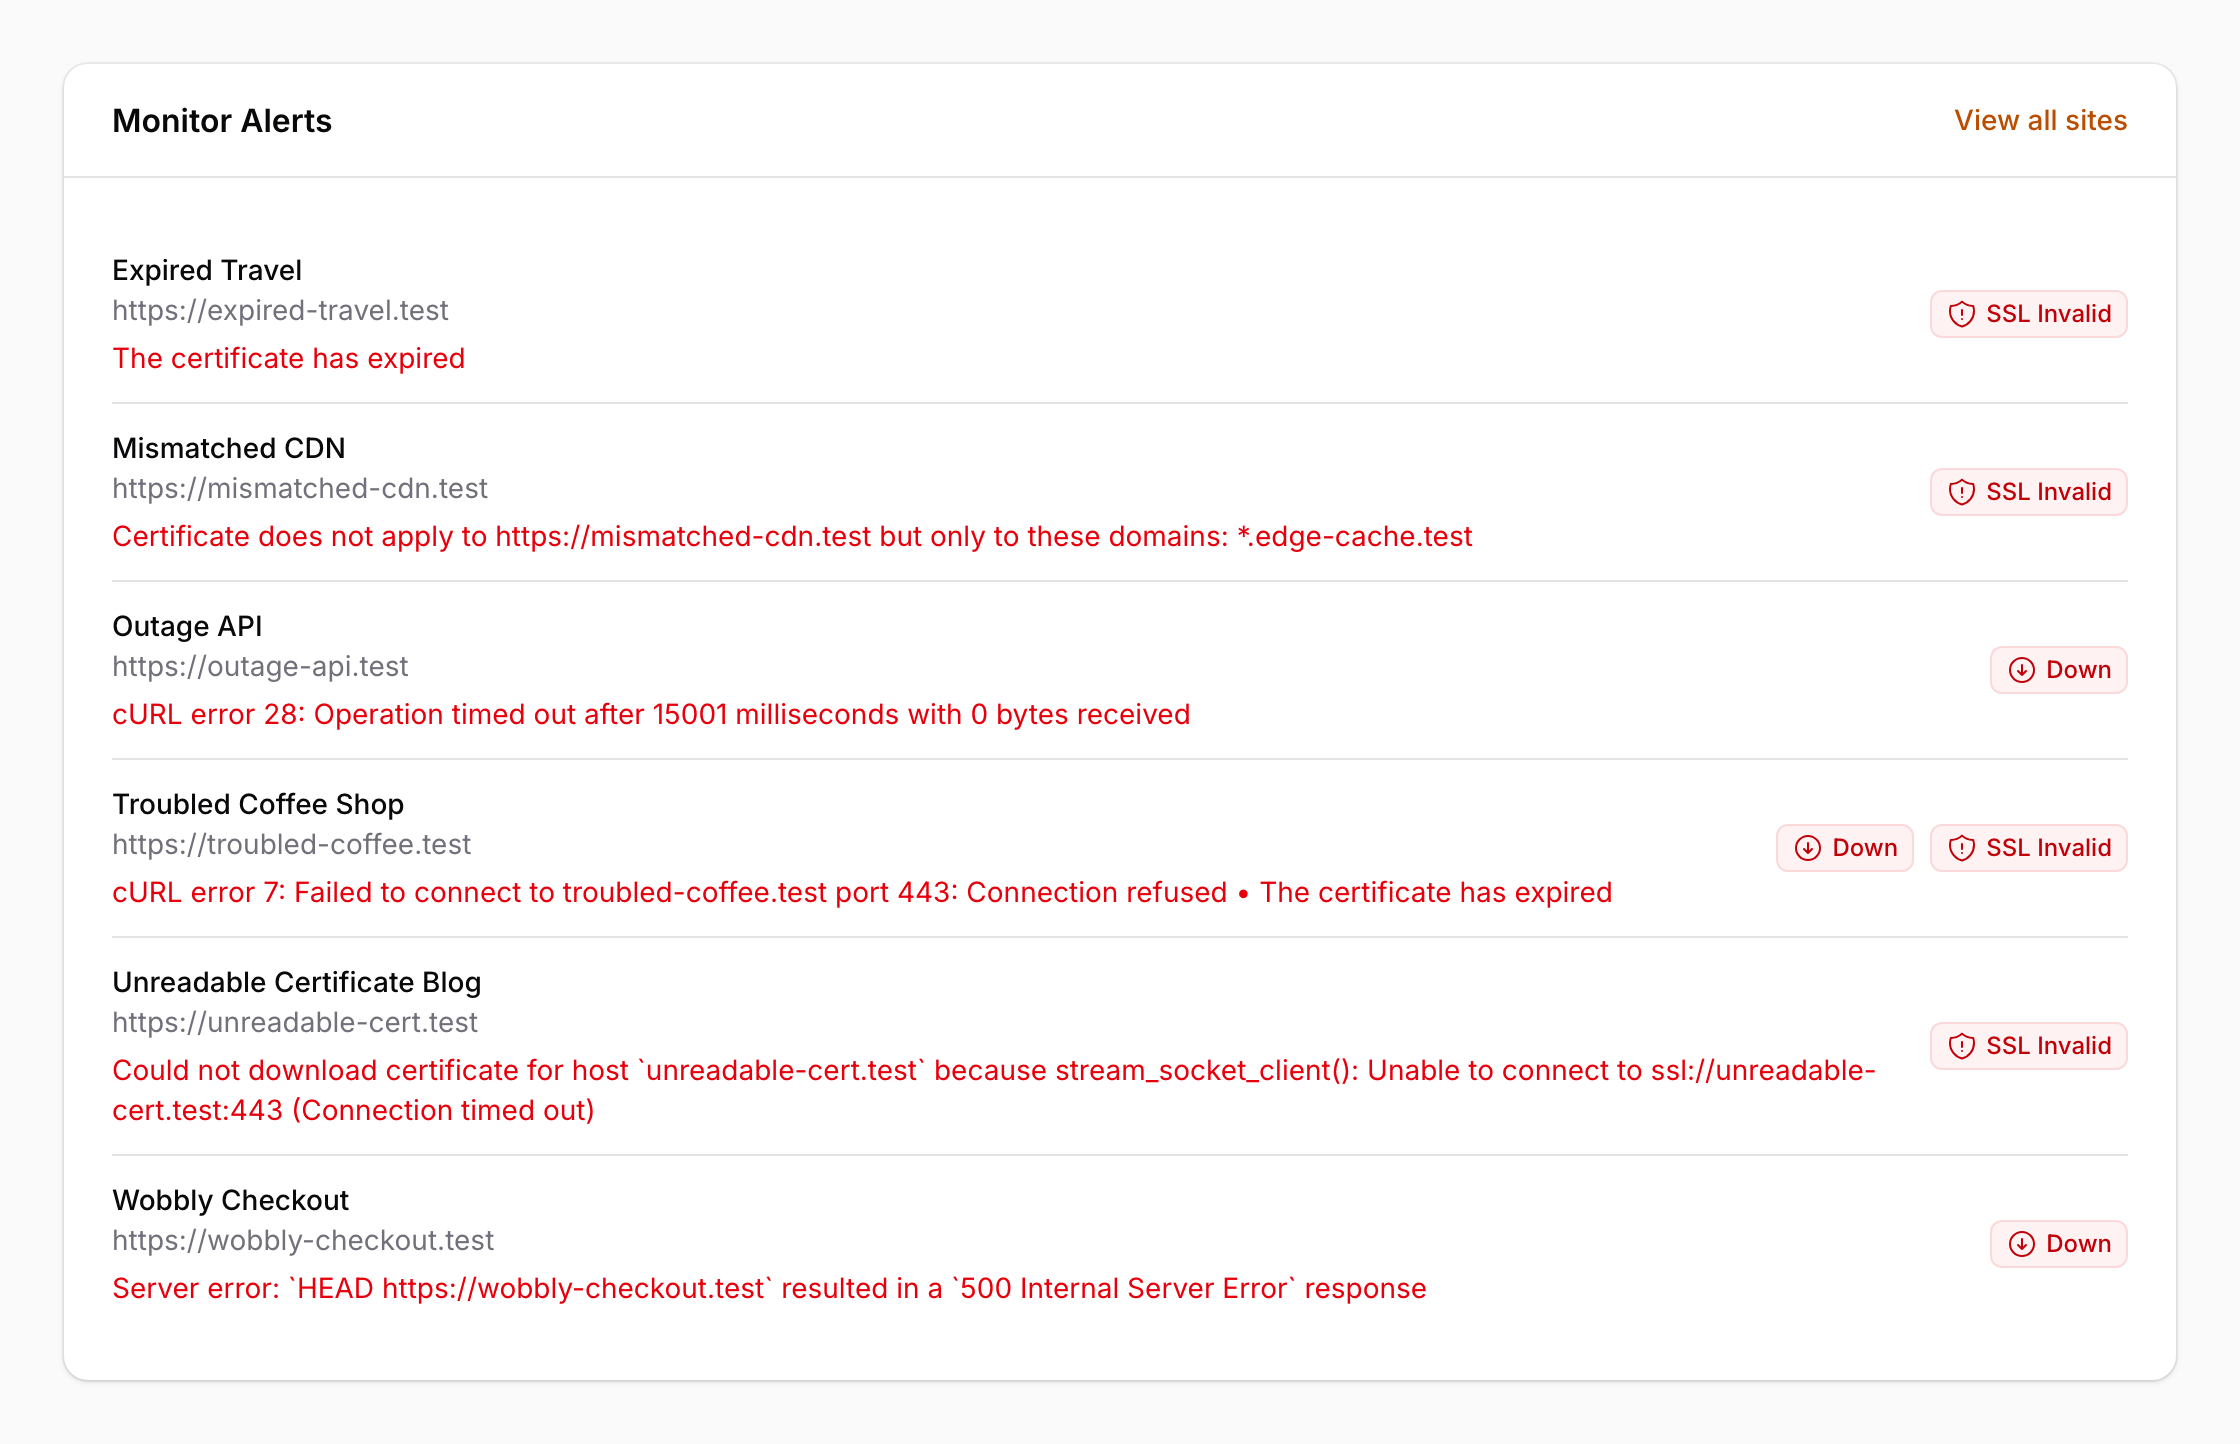 Monitor Alerts
View all sites
Expired Travel
https://expired-travel.test
SSL Invalid
The certificate has expired
Mismatched CDN
https://mismatched-cdn.test
SSL Invalid
Certificate does not apply to https://mismatched-cdn.test but only to these domains: *.edge-cache.test
Outage API
https://outage-api.test
Down
cURL error 28: Operation timed out after 15001 milliseconds with 0 bytes received
Troubled Coffee Shop
https://troubled-coffee.test
Down
SSL Invalid
cURL error 7: Failed to connect to troubled-coffee.test port 443: Connection refused • The certificate has expired
Unreadable Certificate Blog
https://unreadable-cert.test
SSL Invalid
Could not download certificate for host `unreadable-cert.test` because stream_socket_client(): Unable to connect to ssl://unreadable-
cert.test:443 (Connection timed out)
Wobbly Checkout
https://wobbly-checkout.test
Down
Server error: `HEAD https://wobbly-checkout.test` resulted in a `500 Internal Server Error` response